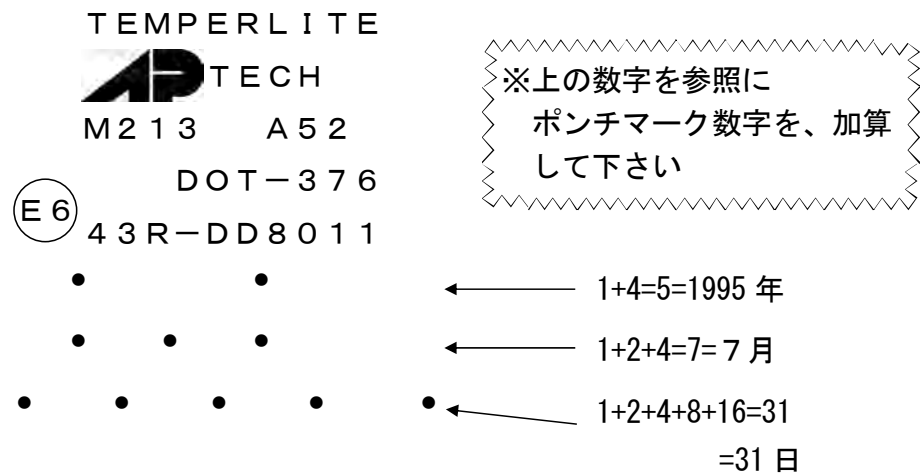 ＴＥＭＰＥＲＬＩＴＥ
AP ＴＥＣＨ
Ｍ２１３　Ａ５２
ＤＯＴ－３７６
Ｅ６
４３Ｒ－ＤＤ８０１１
※上の数字を参照に
ポンチマーク数字を、加算
して下さい
1+4=5=1995 年
1+2+4=7=７月
1+2+4+8+16=31
=31 日